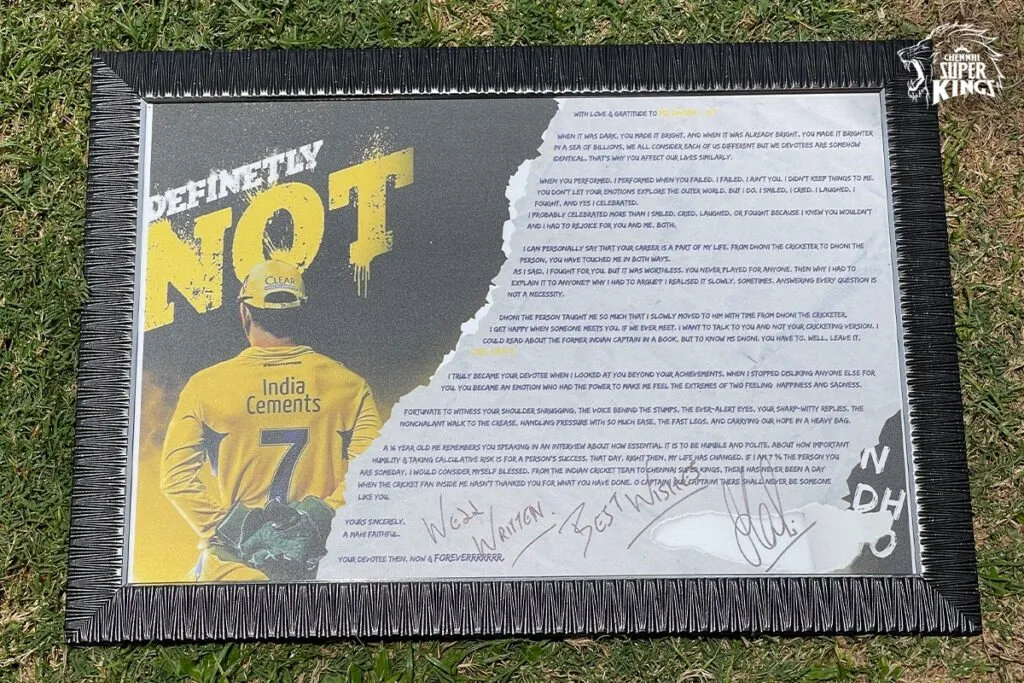 CHENNAI
SUPER
KINGS
DEFINETLY
NOT
CLEAR
India
Cements
7
WITH LOVE & GRATITUDE TO
WHEN IT WAS DARK, YOU MADE IT BRIGHT, AND WHEN IT WAS ALREADY BRIGHT, YOU MADE IT BRIGHTER
IN A SEA OF BILLIONS, WE ALL CONSIDER EACH OF US DIFFERENT BUT WE DEVOTEES ARE SOMEHOW
IDENTICAL. THAT'S WHY YOU AFFECT OUR LIVES SIMILARLY.
WHEN YOU PERFORMED, I PERFORMED WHEN YOU FAILED, I FAILED. I AIN'T YOU. I DIDN'T KEEP THINGS TO ME.
YOU DON'T LET YOUR EMOTIONS EXPLORE THE OUTER WORLD. BUT I DO. I SMILED, I CRIED. I LAUGHED. I
FOUGHT, AND YES I CELEBRATED.
I PROBABLY CELEBRATED MORE THAN I SMILED, CRIED, LAUGHED, OR FOUGHT BECAUSE I KNEW YOU WOULDN'T
AND I HAD TO REJOICE FOR YOU AND ME, BOTH.
I CAN PERSONALLY SAY THAT YOUR CAREER IS A PART OF MY LIFE. FROM DHONI THE CRICKETER TO DHONI THE
PERSON, YOU HAVE TOUCHED ME IN BOTH WAYS.
AS I SAID, I FOUGHT FOR YOU. BUT IT WAS WORTHLESS. YOU NEVER PLAYED FOR ANYONE. THEN WHY I HAD TO
EXPLAIN IT TO ANYONE? WHY I HAD TO ARGUE? I REALISED IT SLOWLY. SOMETIMES, ANSWERING EVERY QUESTION IS
NOT A NECESSITY.
DHONI THE PERSON TAUGHT ME SO MUCH THAT I SLOWLY MOVED TO HIM WITH TIME FROM DHONI THE CRICKETER.
I GET HAPPY WHEN SOMEONE MEETS YOU. IF WE EVER MEET. I WANT TO TALK TO YOU AND NOT YOUR CRICKETING VERSION. I
COULD READ ABOUT THE FORMER INDIAN CAPTAIN IN A BOOK, BUT TO KNOW MS DHONI, YOU HAVE TO. WELL, LEAVE IT.
I TRULY BECAME YOUR DEVOTEE WHEN I LOOKED AT YOU BEYOND YOUR ACHIEVEMENTS. WHEN I STOPPED DISLIKING ANYONE ELSE FOR
YOU. YOU BECAME AN EMOTION WHO HAD THE POWER TO MAKE ME FEEL THE EXTREMES OF TWO FEELING HAPPINESS AND SADNESS.
FORTUNATE TO WITNESS YOUR SHOULDER SHRUGGING, THE VOICE BEHIND THE STUMPS, THE EVER-ALERT EYES, YOUR SHARP-WITTY REPLIES, THE
NONCHALANT WALK TO THE CREASE, HANDLING PRESSURE WITH SO MUCH EASE, THE FAST LEGS, AND CARRYING OUR HOPE IN A HEAVY BAG.
A 16 YEAR OLD ME REMEMBERS YOU SPEAKING IN AN INTERVIEW ABOUT HOW ESSENTIAL IT IS TO BE HUMBLE AND POLITE. ABOUT HOW IMPORTANT
HUMILITY & TAKING CALCULATIVE RISK IS FOR A PERSON'S SUCCESS. THAT DAY, RIGHT THEN, MY LIFE HAS CHANGED. IF I AM 7 % THE PERSON YOU
ARE SOMEDAY, I WOULD CONSIDER MYSELF BLESSED. FROM THE INDIAN CRICKET TEAM TO CHENNAI SUPER KINGS, THERE HAS NEVER BEEN A DAY
WHEN THE CRICKET FAN INSIDE ME HASN'T THANKED YOU FOR WHAT YOU HAVE DONE. O CAPTAIN! OUR CAPTAIN! THERE SHALL NEVER BE SOMEONE
LIKE YOU.
YOURS SINCERELY,
A MAHI FAITHFUL.
YOUR DEVOTEE THEN, NOW & FOREVERRRRRRR.
Well
Written
Best Wishes
N
DH
O